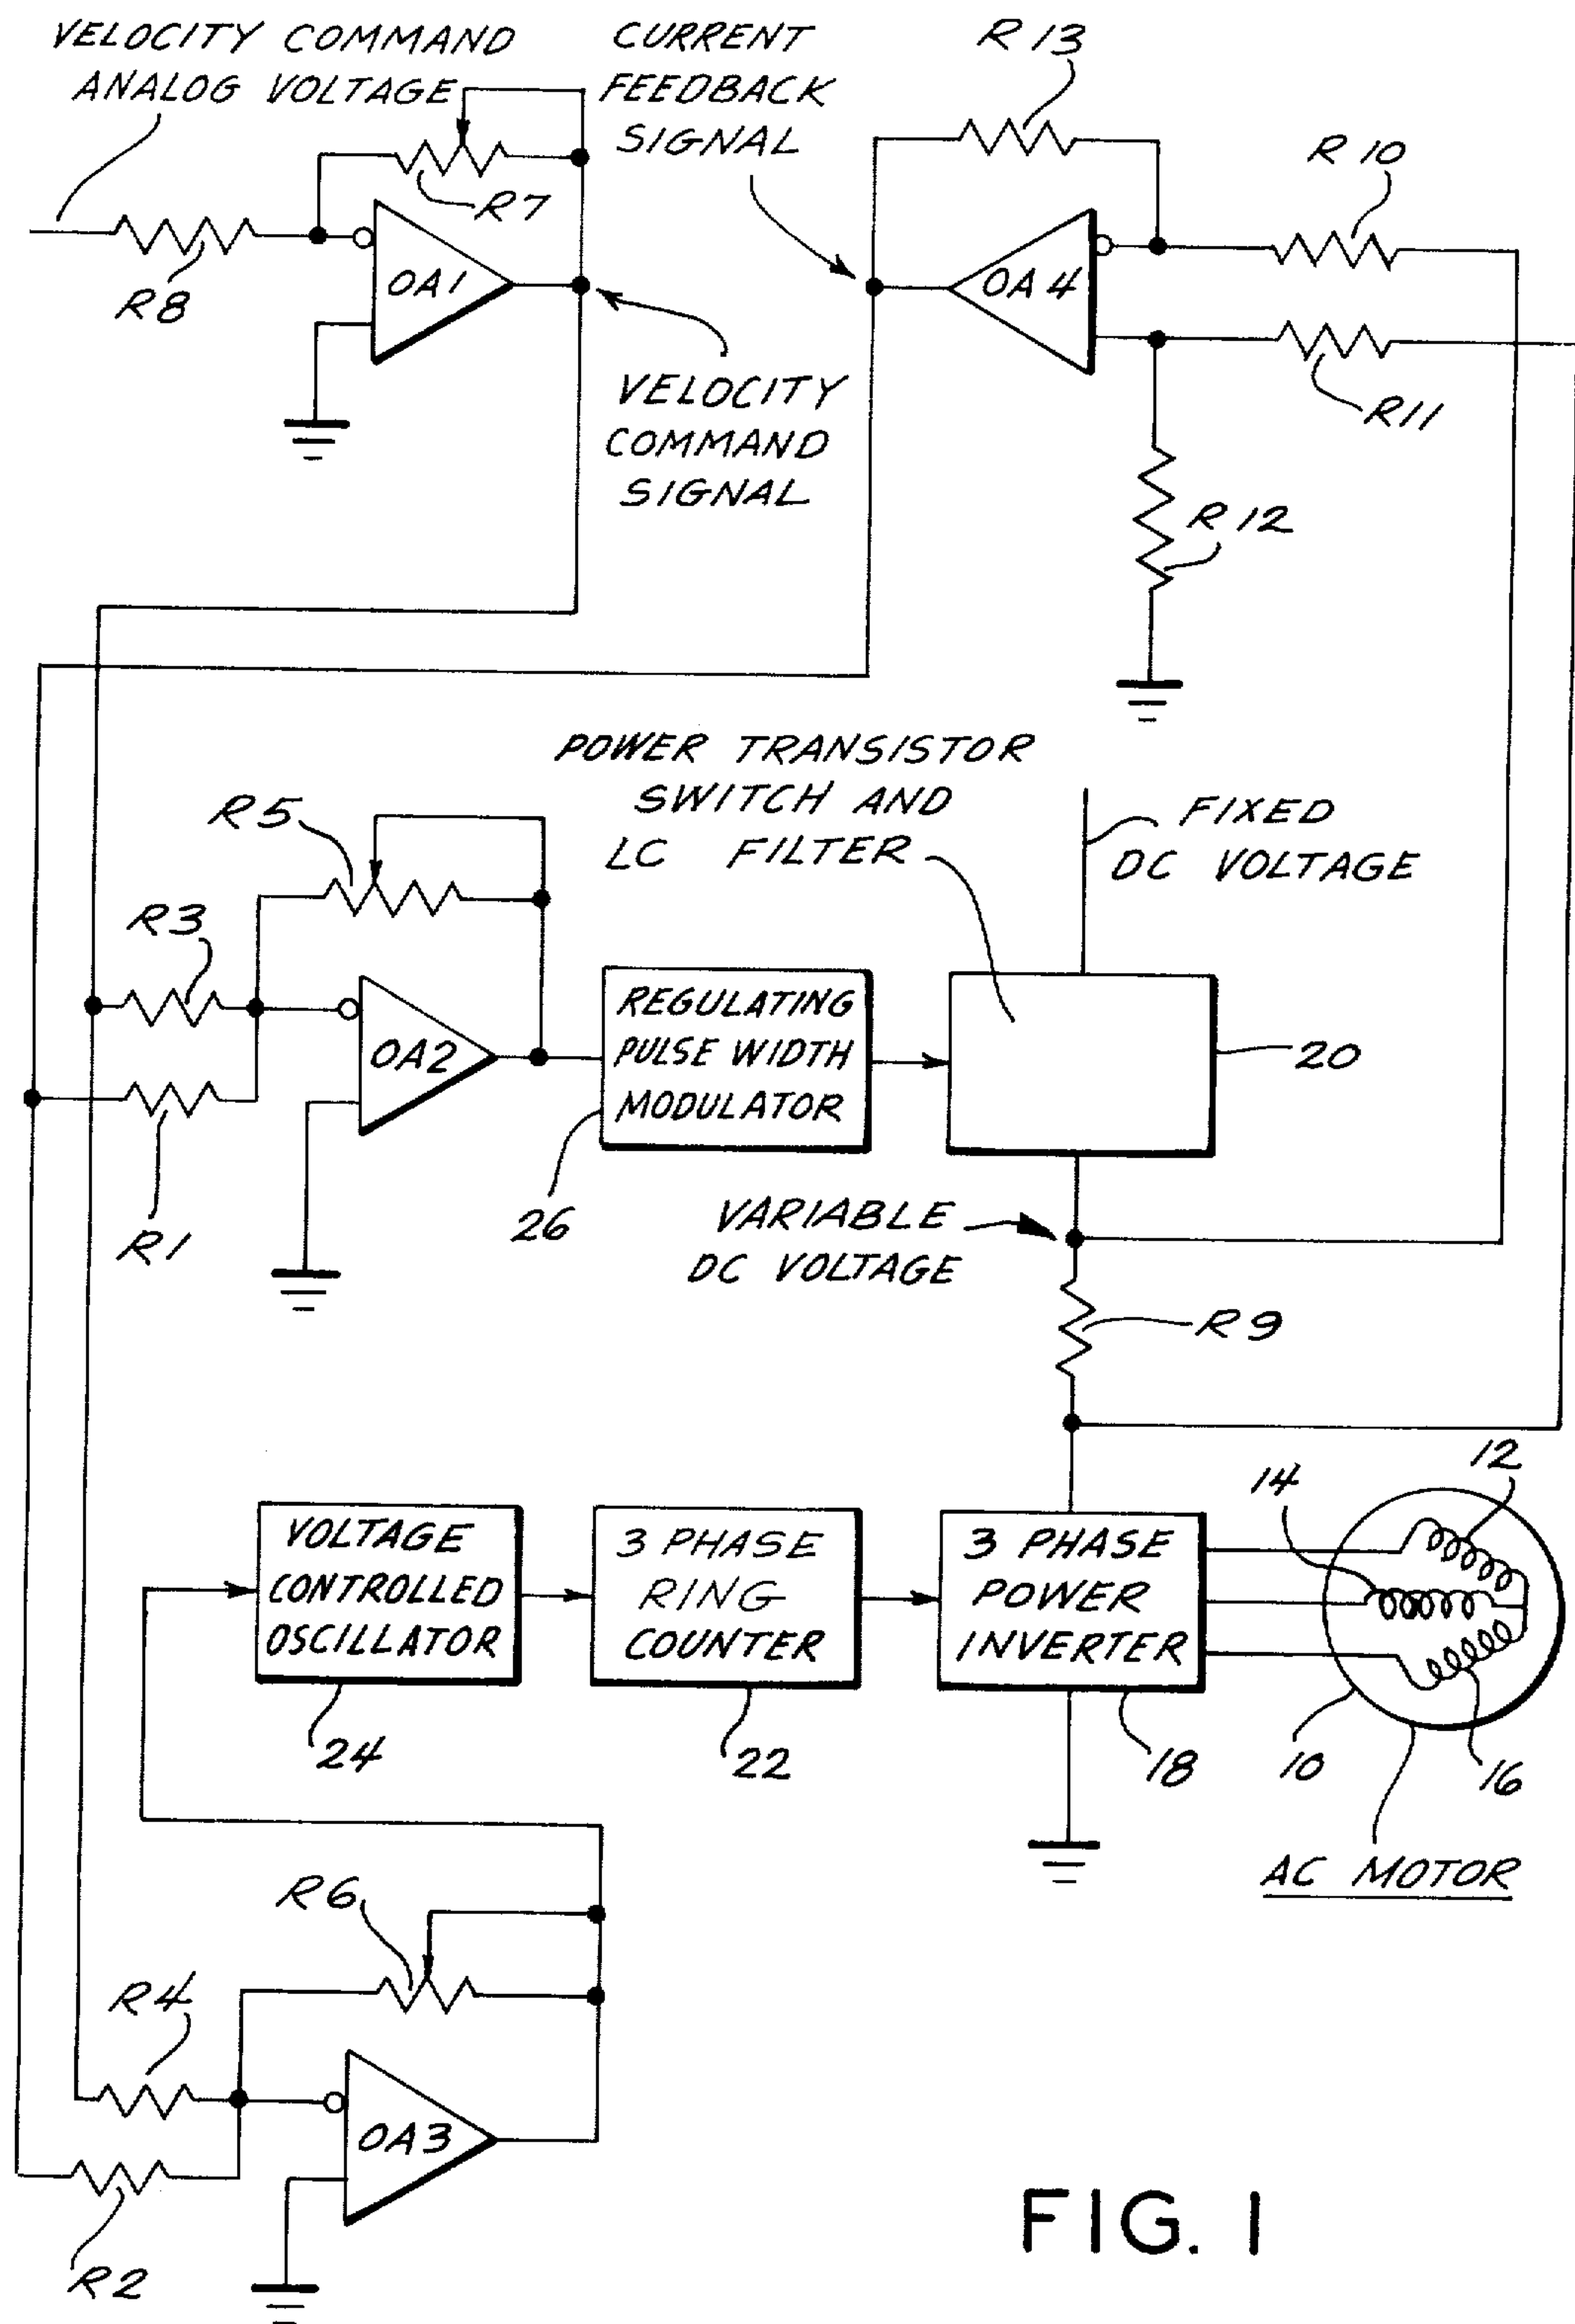 VELOCITY COMMAND
ANALOG VOLTAGE
CURRENT
FEEDBACK
SIGNAL
R13
R10
R7
R8
OA1
OA4
R11
VELOCITY
COMMAND
SIGNAL
R12
POWER TRANSISTOR
SWITCH AND
LC FILTER
FIXED
DC VOLTAGE
R5
R3
OA2
REGULATING
PULSE WIDTH
MODULATOR
20
R1
26
VARIABLE
DC VOLTAGE
R9
VOLTAGE
CONTROLLED
OSCILLATOR
3 PHASE
RING
COUNTER
3 PHASE
POWER
INVERTER
14
12
24
22
18
10
16
AC MOTOR
R6
R4
OA3
R2
FIG. 1